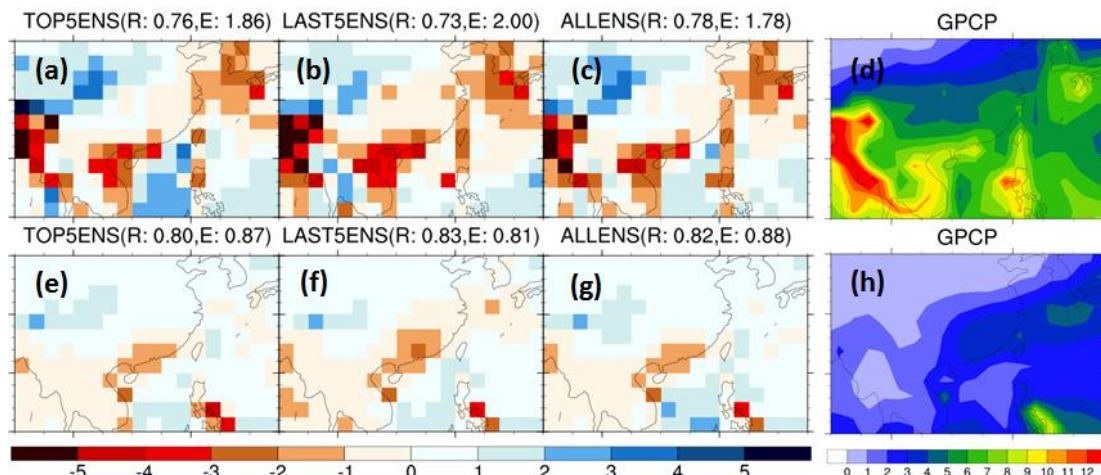 TOP5ENS(R: 0.76,E: 1.86) LAST5ENS(R: 0.73,E: 2.00) ALLENS(R: 0.78,E: 1.78) GPCP
(a) (b) (c) (d)
TOP5ENS(R: 0.80,E: 0.87) LAST5ENS(R: 0.83,E: 0.81) ALLENS(R: 0.82,E: 0.88) GPCP
(e) (f) (g) (h)
-5 -4 -3 -2 -1 0 1 2 3 4 5 0 1 2 3 4 5 6 7 8 9 10 11 12